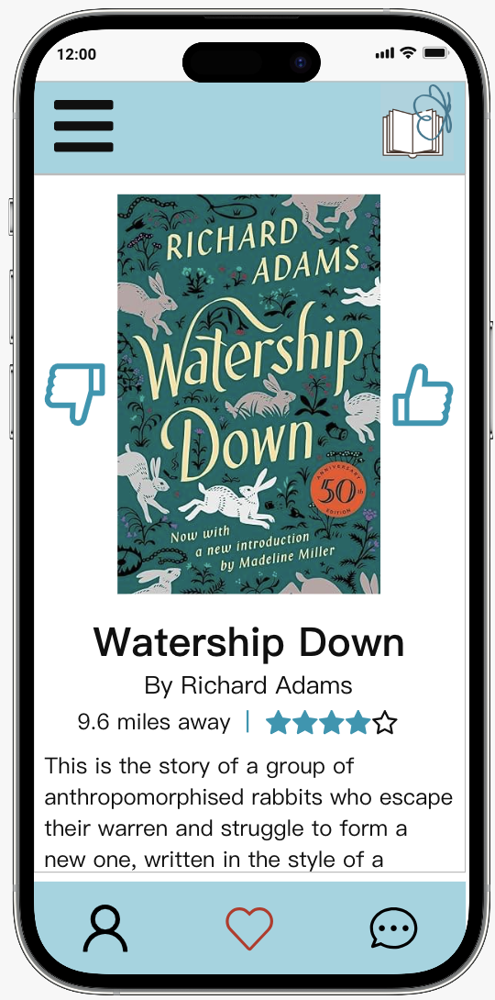 12:00
RICHARD
ADAMS
Watership
Down
ANNIVERSARY
50th
EDITION
Now with
a new introduction
by Madeline Miller
Watership Down
By Richard Adams
9.6 miles away |
This is the story of a group of
anthropomorphised rabbits who escape
their warren and struggle to form a
new one, written in the style of a